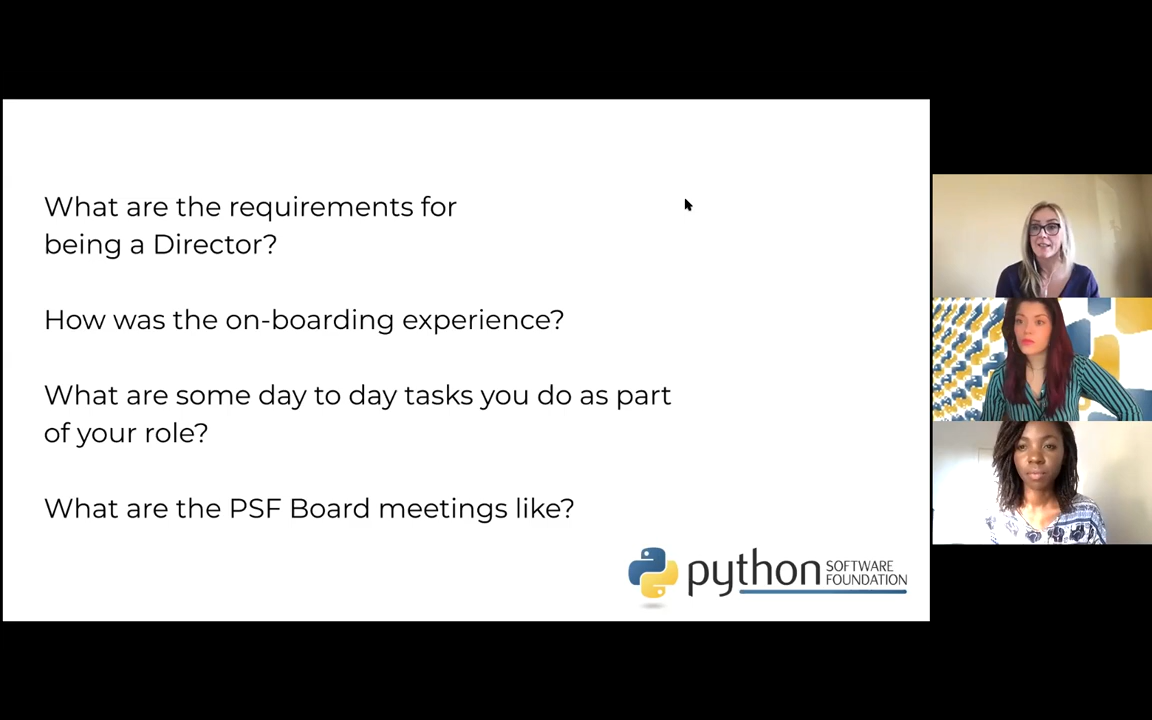 What are the requirements for
being a Director?
How was the on-boarding experience?
What are some day to day tasks you do as part
of your role?
What are the PSF Board meetings like?
python SOFTWARE
FOUNDATION